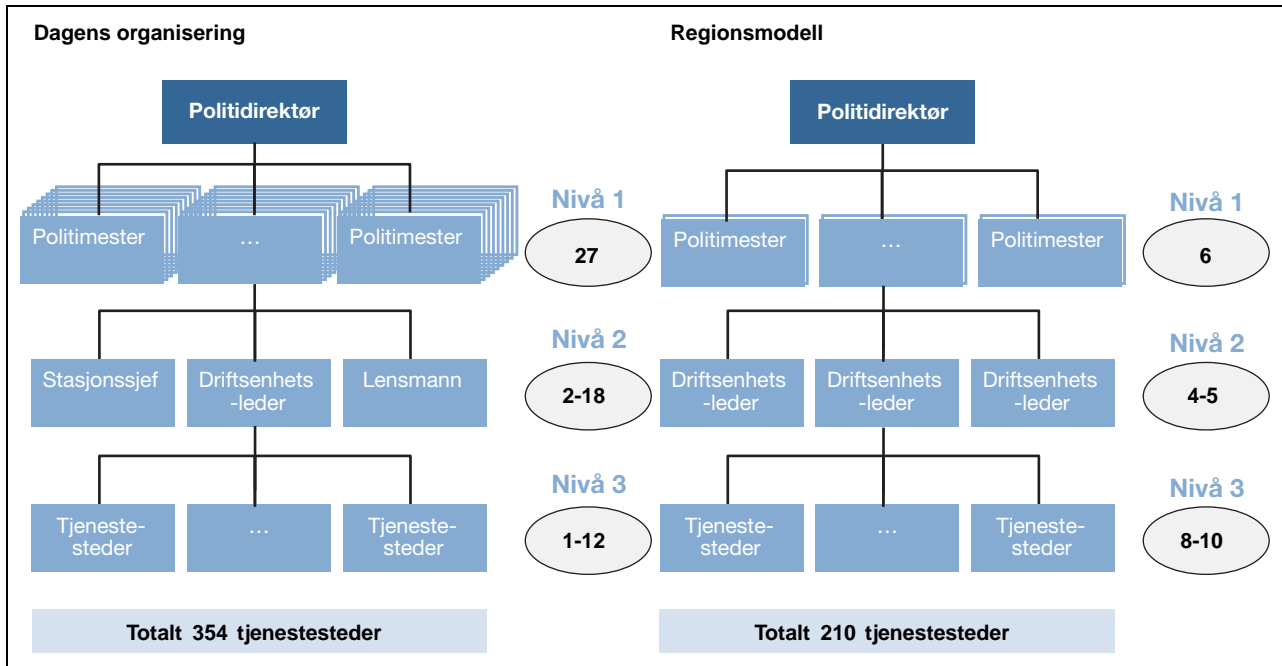 Dagens organisering
Politidirektør
Politimester
…
Politimester
Nivå 1
27
Stasjonssjef
Driftsenhets
-leder
Lensmann
Nivå 2
2-18
Tjeneste-
steder
…
Tjeneste-
steder
Nivå 3
1-12
Totalt 354 tjenestesteder
Regionsmodell
Politidirektør
Politimester
…
Politimester
Nivå 1
6
Driftsenhets
-leder
Driftsenhets
-leder
Driftsenhets
-leder
Nivå 2
4-5
Tjeneste-
steder
…
Tjeneste-
steder
Nivå 3
8-10
Totalt 210 tjenestesteder